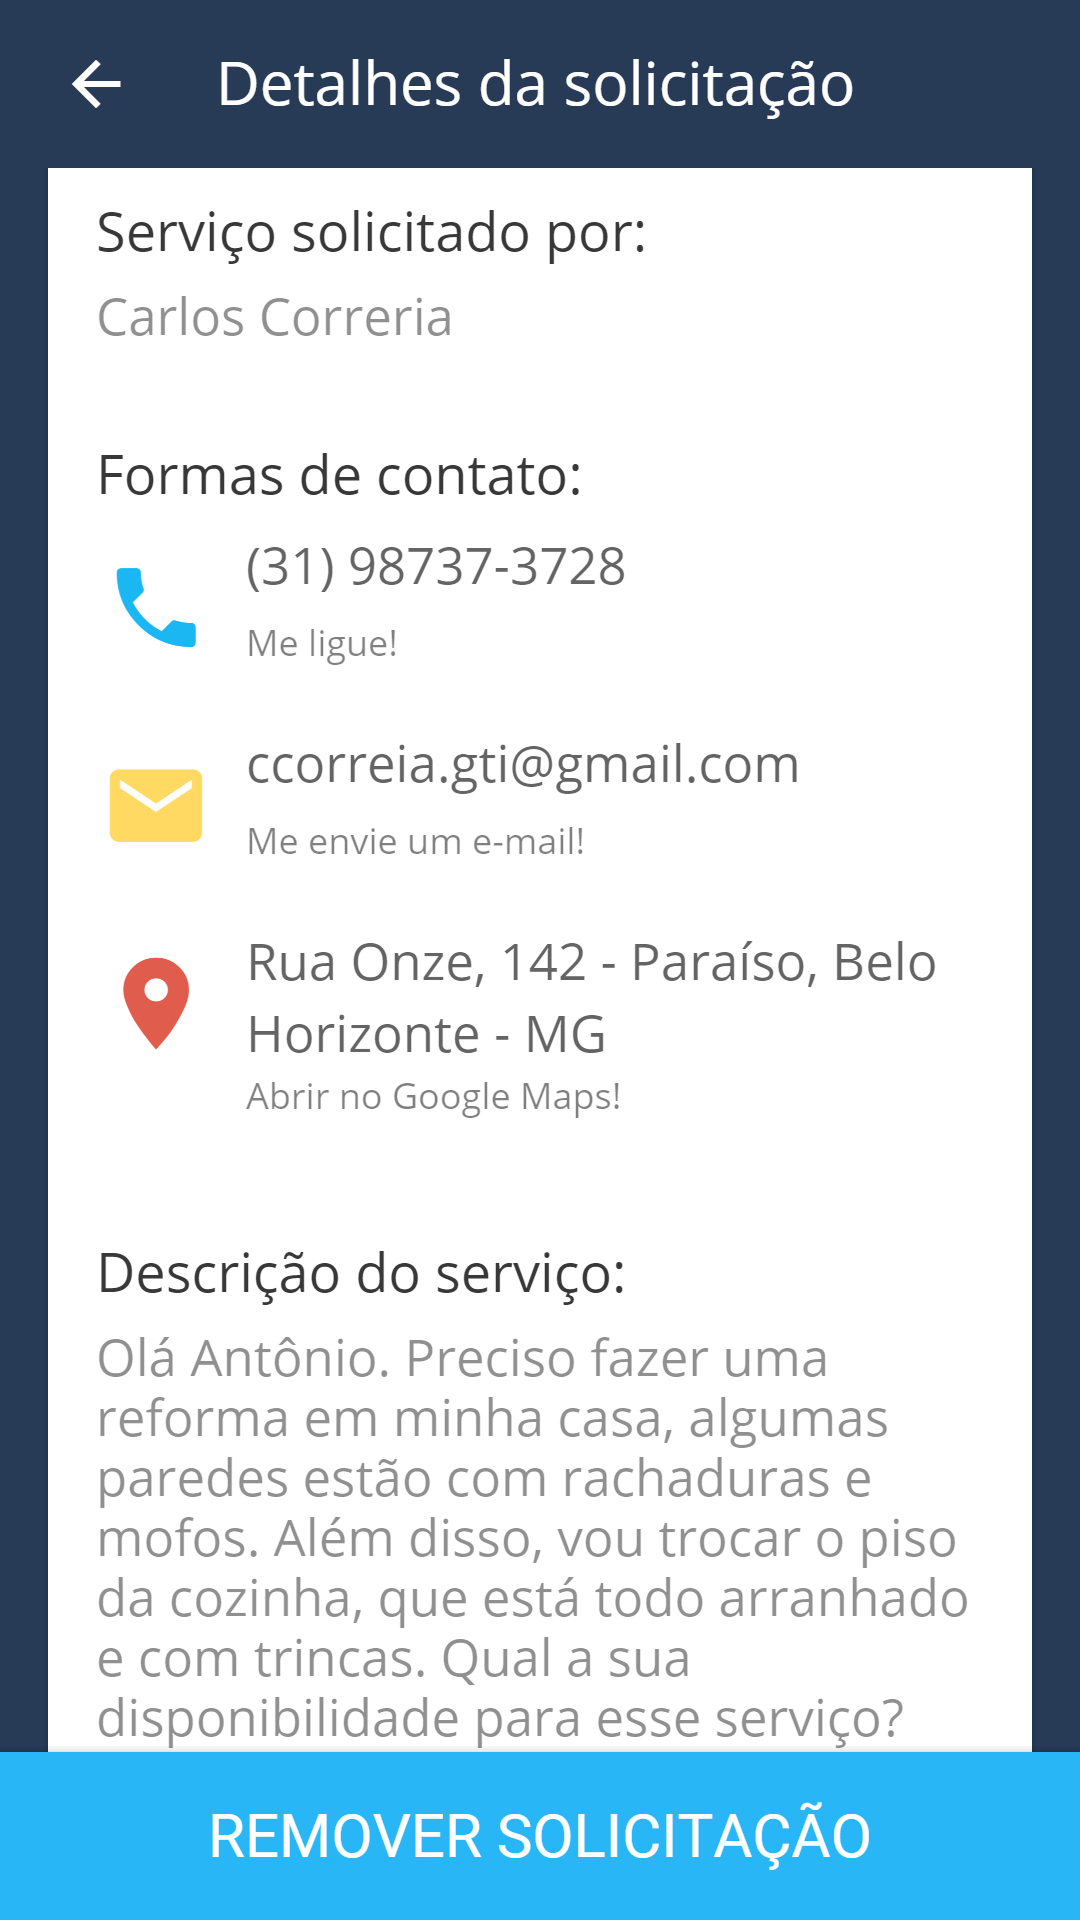 Detalhes da solicitação
Serviço solicitado por:
Carlos Correria
Formas de contato:
(31) 98737-3728
Me ligue!
ccorreia.gti@gmail.com
Me envie um e-mail!
Rua Onze, 142 - Paraíso, Belo
Horizonte - MG
Abrir no Google Maps!
Descrição do serviço:
Olá Antônio. Preciso fazer uma
reforma em minha casa, algumas
paredes estão com rachaduras e
mofos. Além disso, vou trocar o piso
da cozinha, que está todo arranhado
e com trincas. Qual a sua
disponibilidade para esse serviço?
REMOVER SOLICITAÇÃO